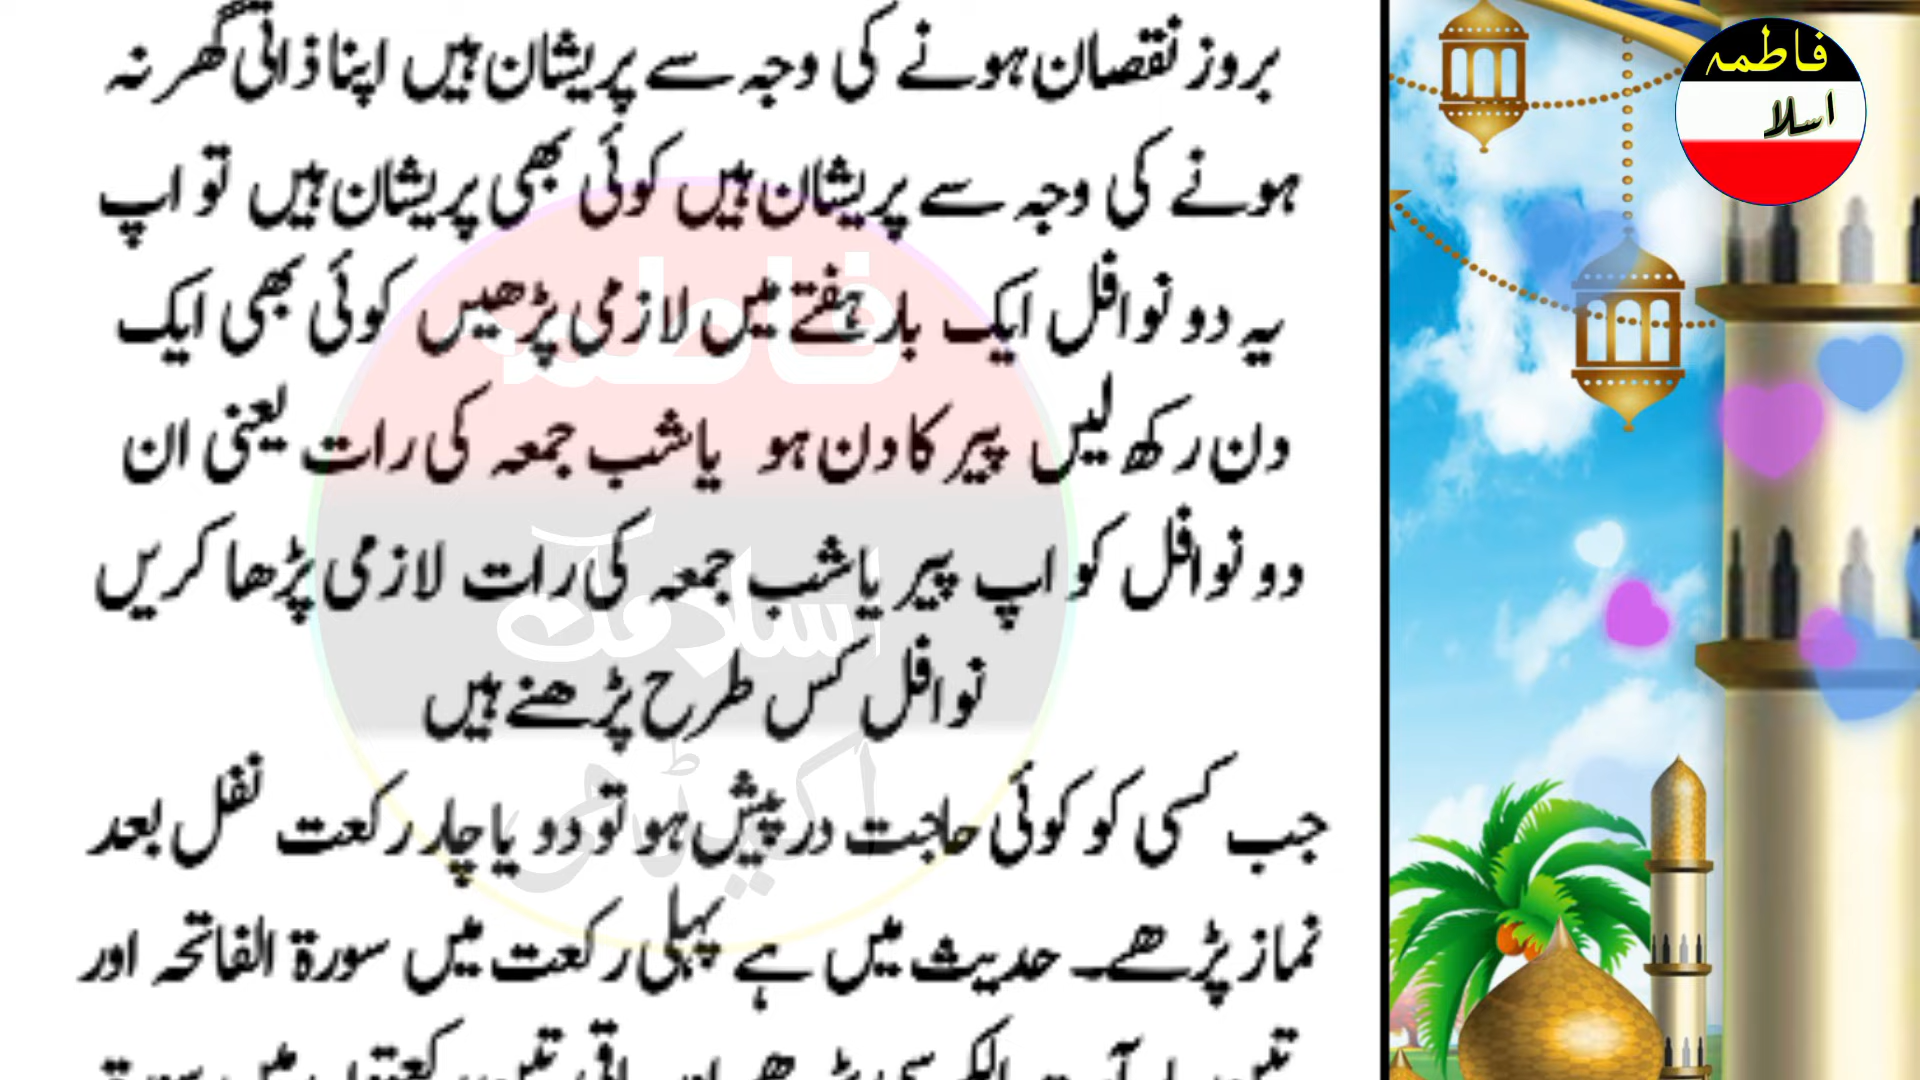 بروز نقصان ہونے کی وجہ سے پریشان ہیں اپنا ذاتی گھر نہ
ہونے کی وجہ سے پریشان ہیں کوئی بھی پریشان ہیں تو اپ
یہ دو نوافل ایک بار ہفتے میں لازمی پڑھیں کوئی بھی ایک
دن رکھ لیں پیر کا دن ہو یا شب جمعہ کی رات یعنی ان
دو نوافل کو اپ پیر یا شب جمعہ کی رات لازمی پڑھا کریں
نوافل کس طرح پڑھنے ہیں
جب کسی کو کوئی حاجت درپیش ہو تو دو یا چار رکعت نفل بعد
نماز پڑھے۔ حدیث میں ہے پہلی رکعت میں سورۃ الفاتحہ اور
فاطمہ
اسلا
فاطمہ
اسلامک
اکیڈمی